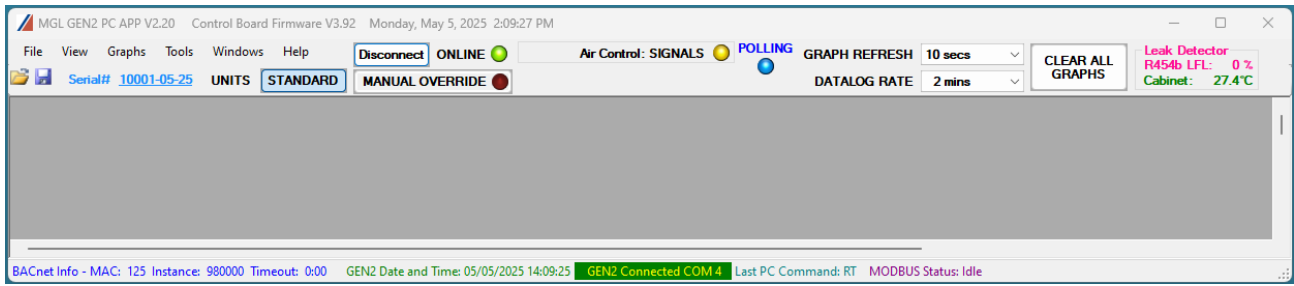 MGL GEN2 PC APP V2.20 Control Board Firmware V3.92 Monday, May 5, 2025 2:09:27 PM
File View Graphs Tools Windows Help Disconnect ONLINE Air Control: SIGNALS POLLING GRAPH REFRESH 10 secs CLEAR ALL GRAPHS Leak Detector
R454b LFL: 0 %
Serial# 10001-05-25 UNITS STANDARD MANUAL OVERRIDE DATALOG RATE 2 mins Cabinet: 27.4°C
BACnet Info - MAC: 125 Instance: 980000 Timeout: 0:00 GEN2 Date and Time: 05/05/2025 14:09:25 GEN2 Connected COM 4 Last PC Command: RT MODBUS Status: Idle